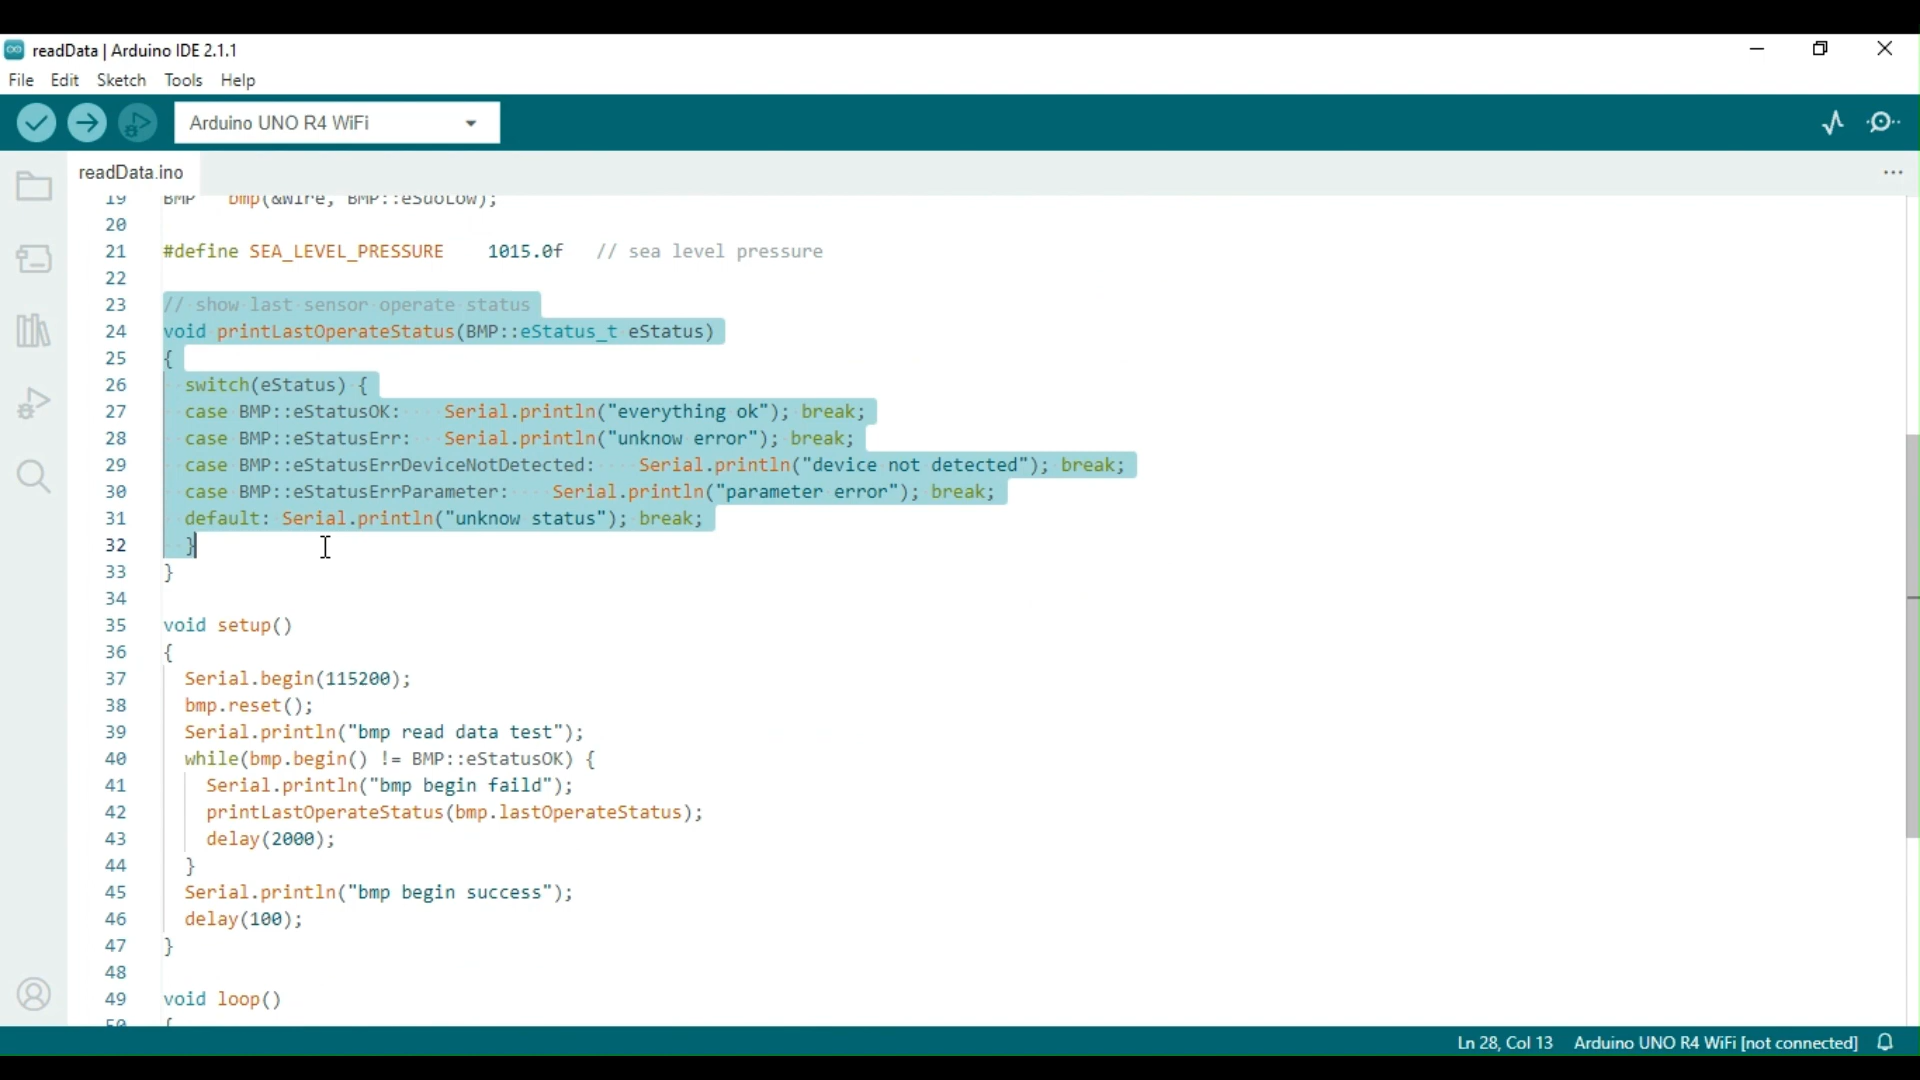 readData | Arduino IDE 2.1.1
File Edit Sketch Tools Help
Arduino UNO R4 WiFi
readData.ino
19 BMP bmp(&Wire, BMP::eSdoLow);
20
21 #define SEA_LEVEL_PRESSURE 1015.0f // sea level pressure
22
23 // show last sensor operate status
24 void printLastOperateStatus(BMP::eStatus_t eStatus)
25 {
26 switch(eStatus) {
27 case BMP::eStatusOK: Serial.println("everything ok"); break;
28 case BMP::eStatusErr: Serial.println("unknow error"); break;
29 case BMP::eStatusErrDeviceNotDetected: Serial.println("device not detected"); break;
30 case BMP::eStatusErrParameter: Serial.println("parameter error"); break;
31 default: Serial.println("unknow status"); break;
32 }
33 }
34
35 void setup()
36 {
37 Serial.begin(115200);
38 bmp.reset();
39 Serial.println("bmp read data test");
40 while(bmp.begin() != BMP::eStatusOK) {
41 Serial.println("bmp begin faild");
42 printLastOperateStatus(bmp.lastOperateStatus);
43 delay(2000);
44 }
45 Serial.println("bmp begin success");
46 delay(100);
47 }
48
49 void loop()
50 {
Ln 28, Col 13 Arduino UNO R4 WiFi [not connected]